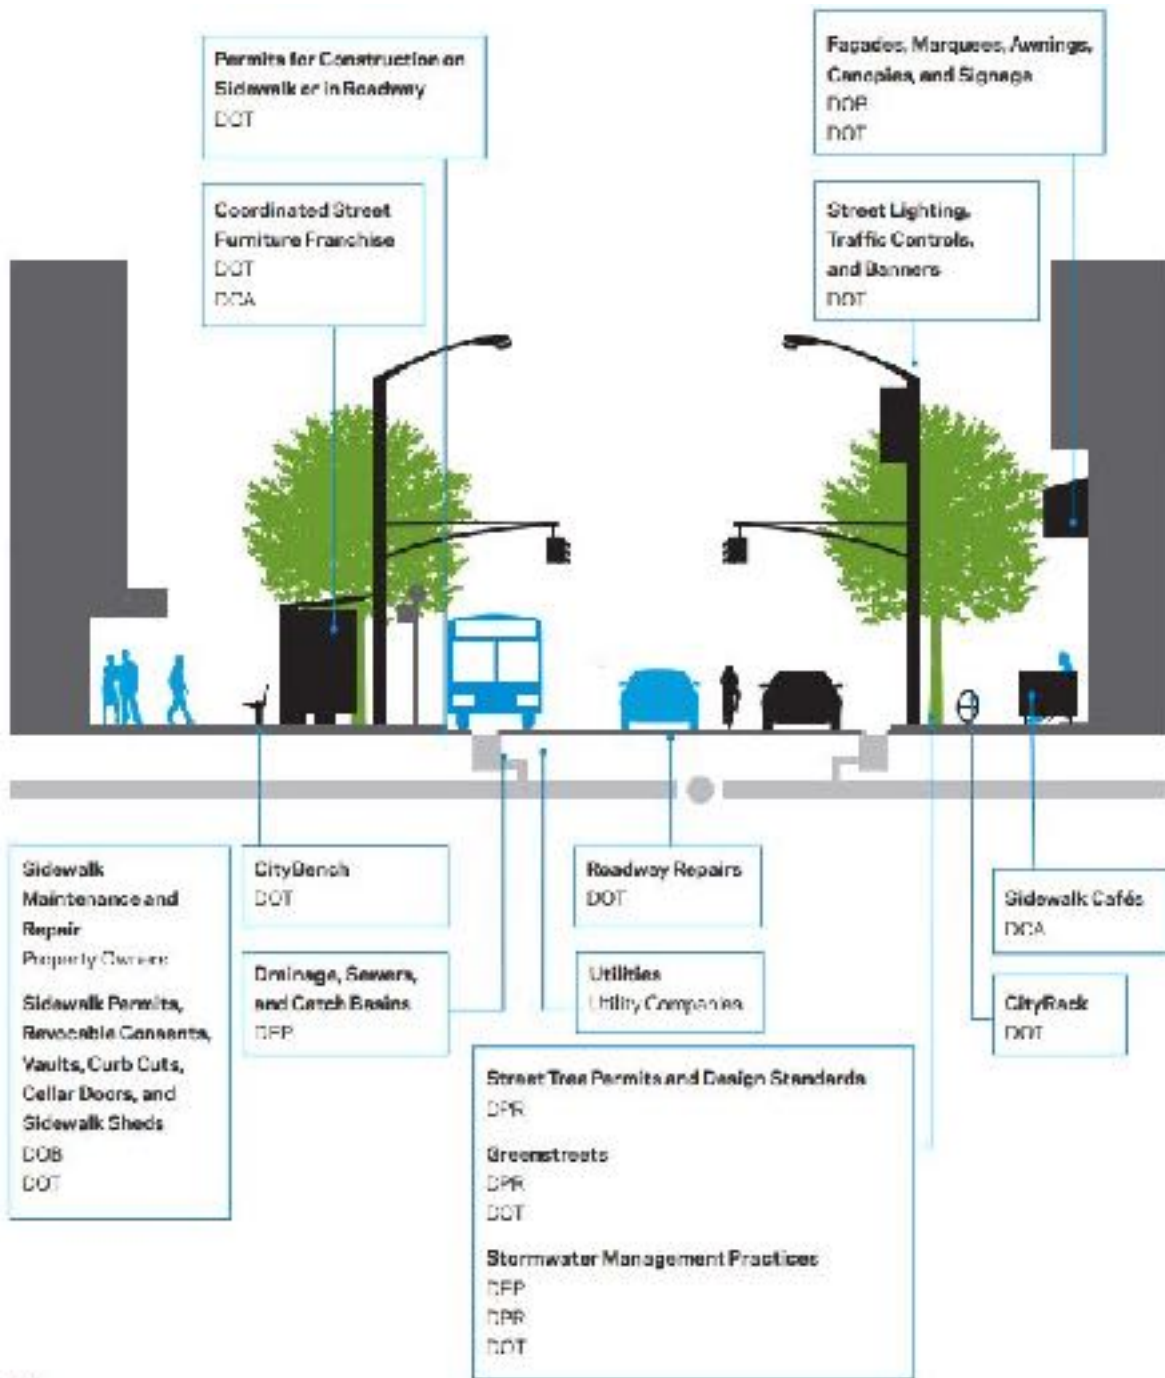 Permits for Construction on
Sidewalk or in Roadway
DOT
Façades, Marquees, Awnings,
Canopies, and Signage
DOB
DOT
Coordinated Street
Furniture Franchise
DOT
DCA
Street Lighting,
Traffic Controls,
and Banners
DOT
Sidewalk
Maintenance and
Repair
Property Owners
Sidewalk Permits,
Revocable Consents,
Vaults, Curb Cuts,
Cellar Doors, and
Sidewalk Sheds
DOB
DOT
CityBench
DOT
Drainage, Sewers,
and Catch Basins
DEP
Roadway Repairs
DOT
Utilities
Utility Companies
Street Tree Permits and Design Standards
DPR
Greenstreets
DPR
DOT
Stormwater Management Practices
DEP
DPR
DOT
Sidewalk Cafés
DCA
CityRack
DOT